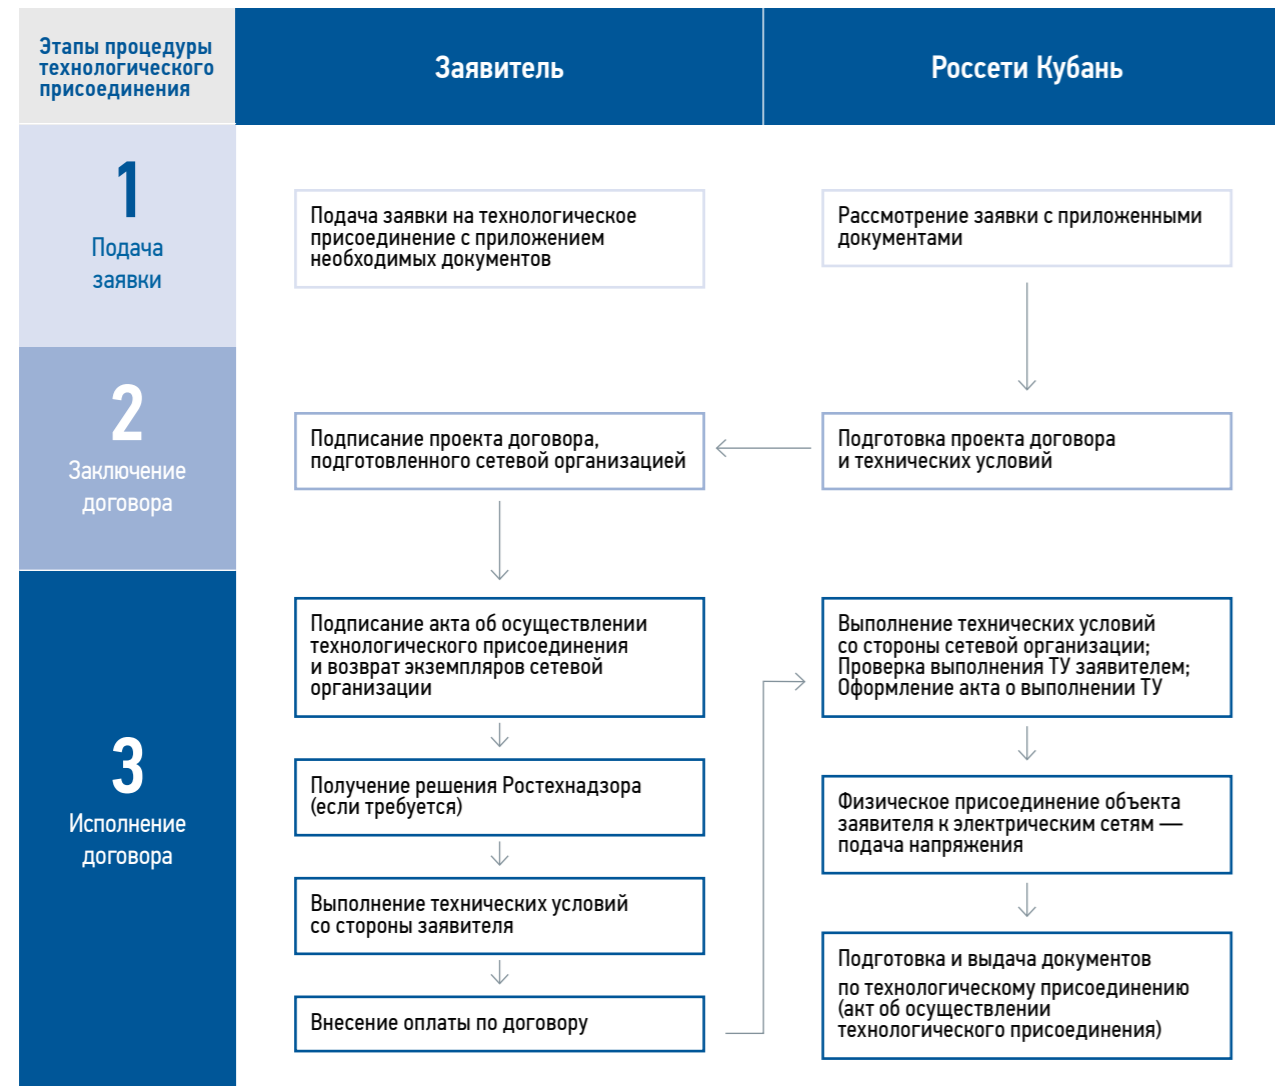 Этапы процедуры
технологического
присоединения
Заявитель
Россети Кубань
1
Подача
заявки
Подача заявки на технологическое
присоединение с приложением
необходимых документов
Рассмотрение заявки с приложенными
документами
2
Заключение
договора
Подписание проекта договора,
подготовленного сетевой организацией
Подготовка проекта договора
и технических условий
3
Исполнение
договора
Подписание акта об осуществлении
технологического присоединения
и возврат экземпляров сетевой
организации
Получение решения Ростехнадзора
(если требуется)
Выполнение технических условий
со стороны заявителя
Внесение оплаты по договору
Выполнение технических условий
со стороны сетевой организации;
Проверка выполнения ТУ заявителем;
Оформление акта о выполнении ТУ
Физическое присоединение объекта
заявителя к электрическим сетям —
подача напряжения
Подготовка и выдача документов
по технологическому присоединению
(акт об осуществлении
технологического присоединения)